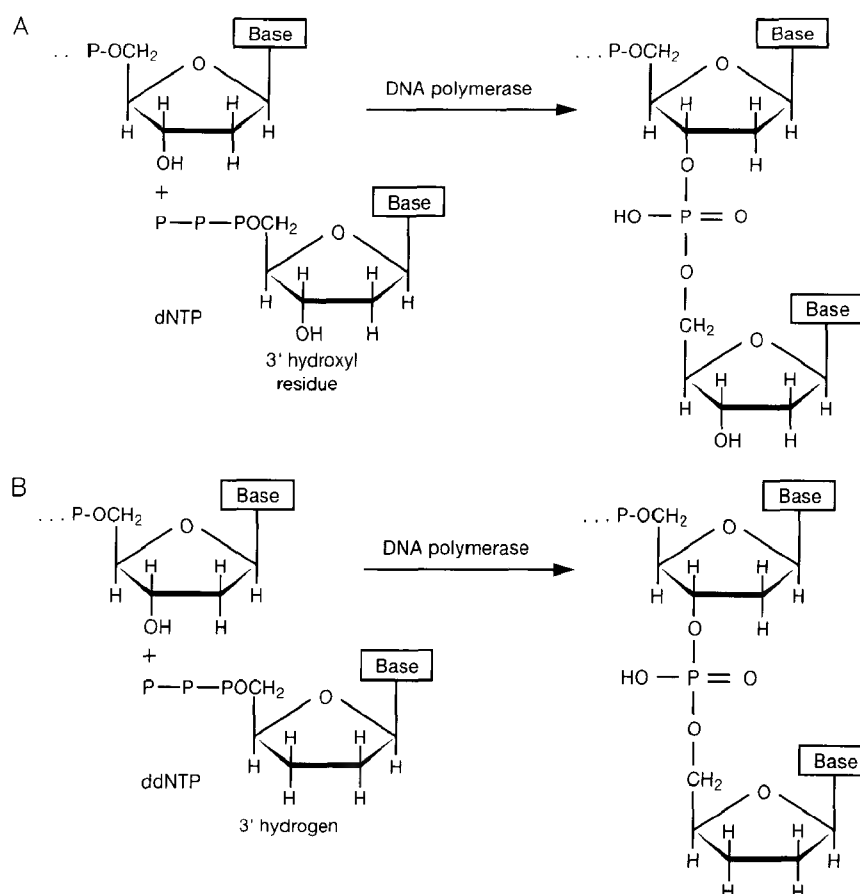 A
Base
·· P-OCH2
O
H
H
H
H
OH
H
+
DNA polymerase
Base
P— P —POCH2
O
H
H
H
H
OH
H
dNTP
3' hydroxyl
residue
Base
...P-OCH2
O
H
H
H
H
O
H
HO — P = O
O
CH2
Base
O
H
H
H
H
OH
H
B
Base
...P-OCH2
O
H
H
H
H
OH
H
+
DNA polymerase
Base
P— P —POCH2
O
H
H
H
H
H
H
ddNTP
3' hydrogen
Base
...P-OCH2
O
H
H
H
H
O
H
HO — P = O
O
CH2
Base
O
H
H
H
H
H
H